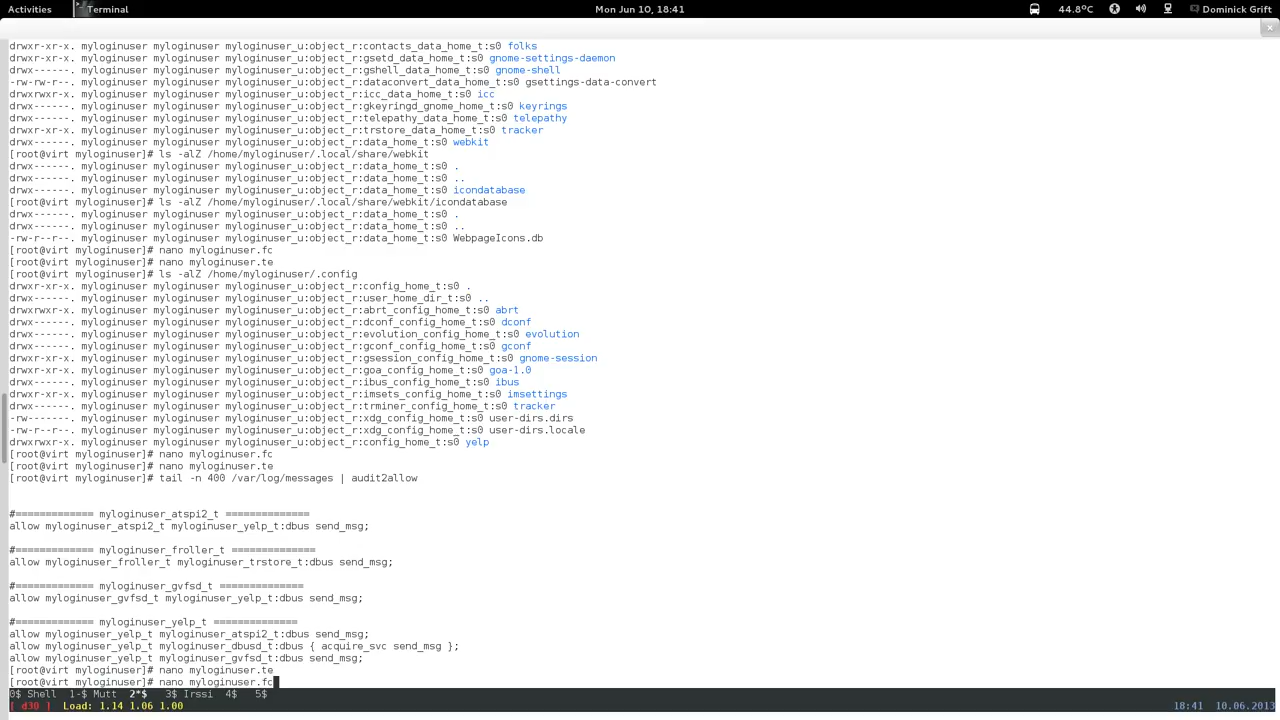 Activities Terminal Mon Jun 10, 18:41 44.8°C Dominick Grift
drwxr-xr-x. myloginuser myloginuser myloginuser_u:object_r:contacts_data_home_t:s0 folks
drwxr-xr-x. myloginuser myloginuser myloginuser_u:object_r:gsetd_data_home_t:s0 gnome-settings-daemon
drwx------. myloginuser myloginuser myloginuser_u:object_r:gshell_data_home_t:s0 gnome-shell
-rw-rw-r--. myloginuser myloginuser myloginuser_u:object_r:dataconvert_data_home_t:s0 gsettings-data-convert
drwxrwxr-x. myloginuser myloginuser myloginuser_u:object_r:icc_data_home_t:s0 icc
drwx------. myloginuser myloginuser myloginuser_u:object_r:gkeyringd_gnome_home_t:s0 keyrings
drwx------. myloginuser myloginuser myloginuser_u:object_r:telepathy_data_home_t:s0 telepathy
drwxr-xr-x. myloginuser myloginuser myloginuser_u:object_r:trstore_data_home_t:s0 tracker
drwx------. myloginuser myloginuser myloginuser_u:object_r:data_home_t:s0 webkit
[root@virt myloginuser]# ls -alZ /home/myloginuser/.local/share/webkit
drwx------. myloginuser myloginuser myloginuser_u:object_r:data_home_t:s0 .
drwx------. myloginuser myloginuser myloginuser_u:object_r:data_home_t:s0 ..
drwx------. myloginuser myloginuser myloginuser_u:object_r:data_home_t:s0 icondatabase
[root@virt myloginuser]# ls -alZ /home/myloginuser/.local/share/webkit/icondatabase
drwx------. myloginuser myloginuser myloginuser_u:object_r:data_home_t:s0 .
drwx------. myloginuser myloginuser myloginuser_u:object_r:data_home_t:s0 ..
-rw-r--r--. myloginuser myloginuser myloginuser_u:object_r:data_home_t:s0 WebpageIcons.db
[root@virt myloginuser]# nano myloginuser.fc
[root@virt myloginuser]# nano myloginuser.te
[root@virt myloginuser]# ls -alZ /home/myloginuser/.config
drwxr-xr-x. myloginuser myloginuser myloginuser_u:object_r:config_home_t:s0 .
drwx------. myloginuser myloginuser myloginuser_u:object_r:user_home_dir_t:s0 ..
drwxrwxr-x. myloginuser myloginuser myloginuser_u:object_r:abrt_config_home_t:s0 abrt
drwx------. myloginuser myloginuser myloginuser_u:object_r:dconf_config_home_t:s0 dconf
drwx------. myloginuser myloginuser myloginuser_u:object_r:evolution_config_home_t:s0 evolution
drwx------. myloginuser myloginuser myloginuser_u:object_r:gconf_config_home_t:s0 gconf
drwxr-xr-x. myloginuser myloginuser myloginuser_u:object_r:gsession_config_home_t:s0 gnome-session
drwxr-xr-x. myloginuser myloginuser myloginuser_u:object_r:goa_config_home_t:s0 goa-1.0
drwx------. myloginuser myloginuser myloginuser_u:object_r:ibus_config_home_t:s0 ibus
drwxr-xr-x. myloginuser myloginuser myloginuser_u:object_r:imsets_config_home_t:s0 imsettings
drwx------. myloginuser myloginuser myloginuser_u:object_r:trminer_config_home_t:s0 tracker
-rw-------. myloginuser myloginuser myloginuser_u:object_r:xdg_config_home_t:s0 user-dirs.dirs
-rw-r--r--. myloginuser myloginuser myloginuser_u:object_r:xdg_config_home_t:s0 user-dirs.locale
drwxrwxr-x. myloginuser myloginuser myloginuser_u:object_r:config_home_t:s0 yelp
[root@virt myloginuser]# nano myloginuser.fc
[root@virt myloginuser]# nano myloginuser.te
[root@virt myloginuser]# tail -n 400 /var/log/messages | audit2allow
#============= myloginuser_atspi2_t ==============
allow myloginuser_atspi2_t myloginuser_yelp_t:dbus send_msg;
#============= myloginuser_froller_t ==============
allow myloginuser_froller_t myloginuser_trstore_t:dbus send_msg;
#============= myloginuser_gvfsd_t ==============
allow myloginuser_gvfsd_t myloginuser_yelp_t:dbus send_msg;
#============= myloginuser_yelp_t ==============
allow myloginuser_yelp_t myloginuser_atspi2_t:dbus send_msg;
allow myloginuser_yelp_t myloginuser_dbusd_t:dbus { acquire_svc send_msg };
allow myloginuser_yelp_t myloginuser_gvfsd_t:dbus send_msg;
[root@virt myloginuser]# nano myloginuser.te
[root@virt myloginuser]# nano myloginuser.fc
0$ Shell 1-$ Mutt 2*$ 3$ Irssi 4$ 5$
[ d30 ] Load: 1.14 1.06 1.00 18:41 10.06.2013